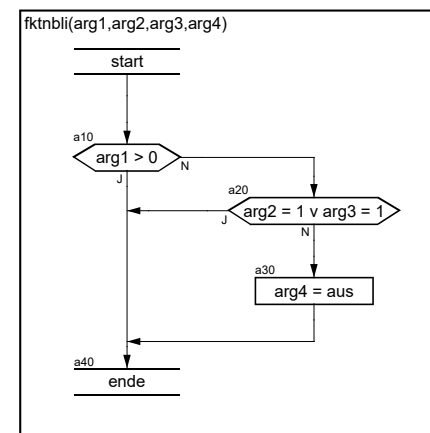 fktnbli(arg1,arg2,arg3,arg4)
start
a10
arg1 > 0
J
N
a20
arg2 = 1 v arg3 = 1
J
N
a30
arg4 = aus
a40
ende